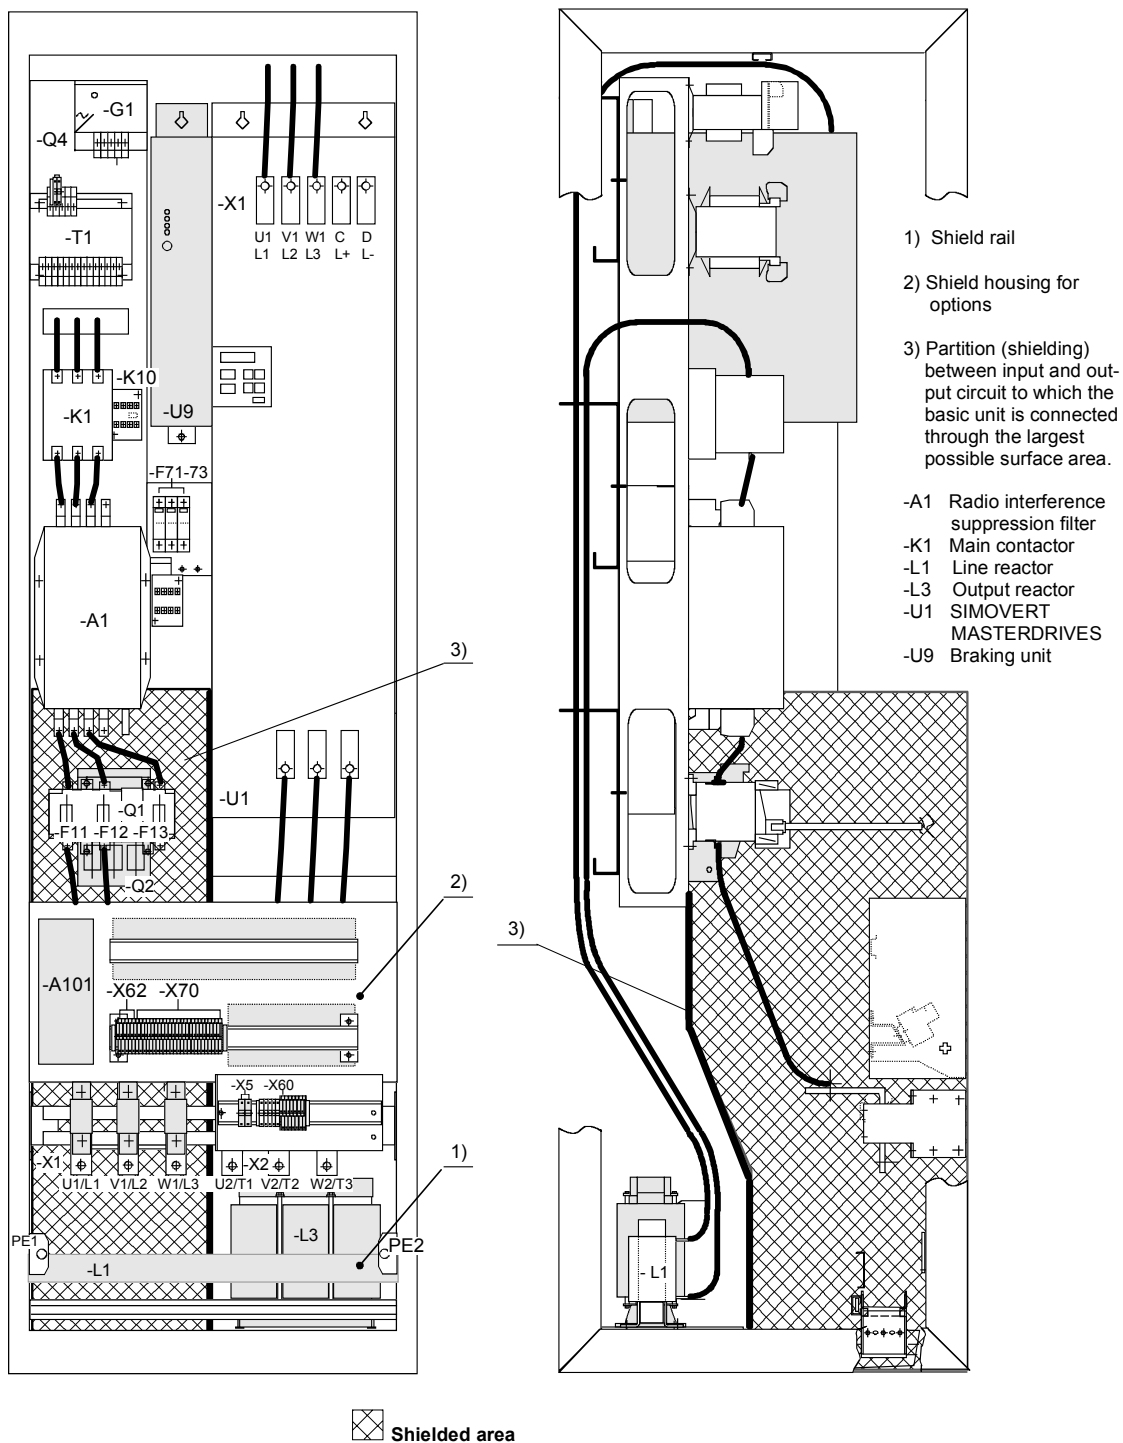 -G1
-Q4
-X1
-T1
U1 V1 W1 C D
L1 L2 L3 L+ L-
-K10
-K1
-U9
-F71-73
-A1
3)
-U1
-Q1
-F11 -F12 -F13
-Q2
2)
-A101
-X62 -X70
-X5 -X60
-X1
-X2
1)
U1/L1 V1/L2 W1/L3 U2/T1 V2/T2 W2/T3
PE1
-L3
PE2
-L1
3)
- L1
1) Shield rail
2) Shield housing for
options
3) Partition (shielding)
between input and out-
put circuit to which the
basic unit is connected
through the largest
possible surface area.
-A1 Radio interference
suppression filter
-K1 Main contactor
-L1 Line reactor
-L3 Output reactor
-U1 SIMOVERT
MASTERDRIVES
-U9 Braking unit
Shielded area